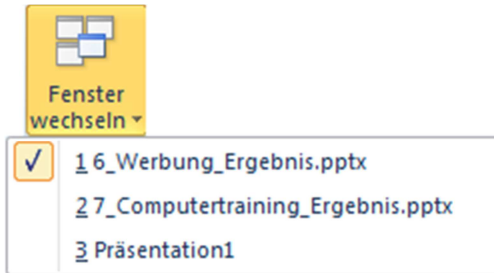 Fenster
wechseln
1 6_Werbung_Ergebnis.pptx
2 7_Computertraining_Ergebnis.pptx
3 Präsentation1